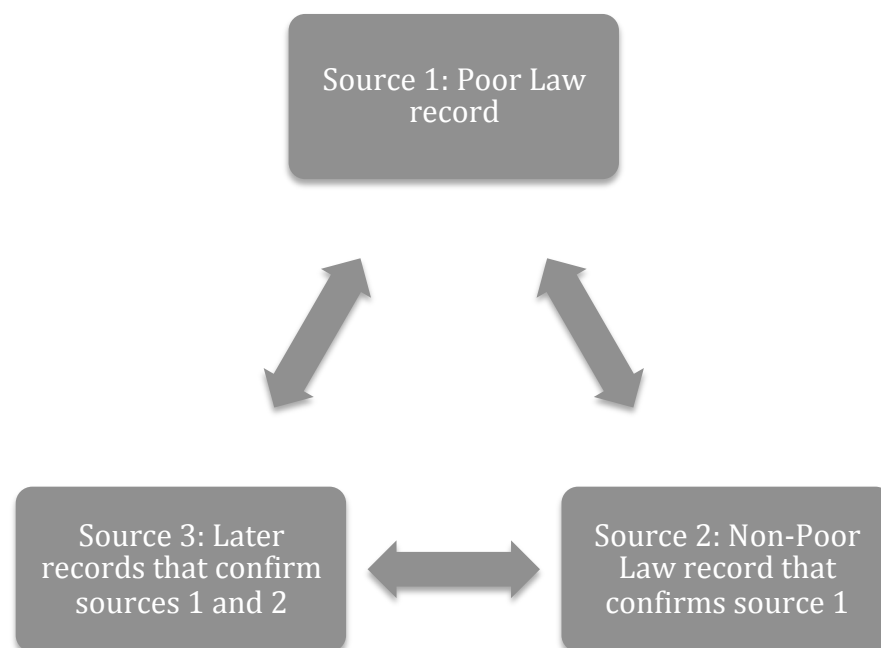 Source 1: Poor Law
record
Source 3: Later
records that confirm
sources 1 and 2
Source 2: Non-Poor
Law record that
confirms source 1